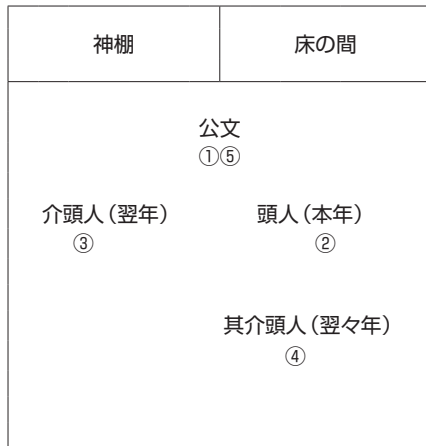 神棚
床の間
公文
①⑤
介頭人（翌年）
③
頭人（本年）
②
其介頭人（翌々年）
④